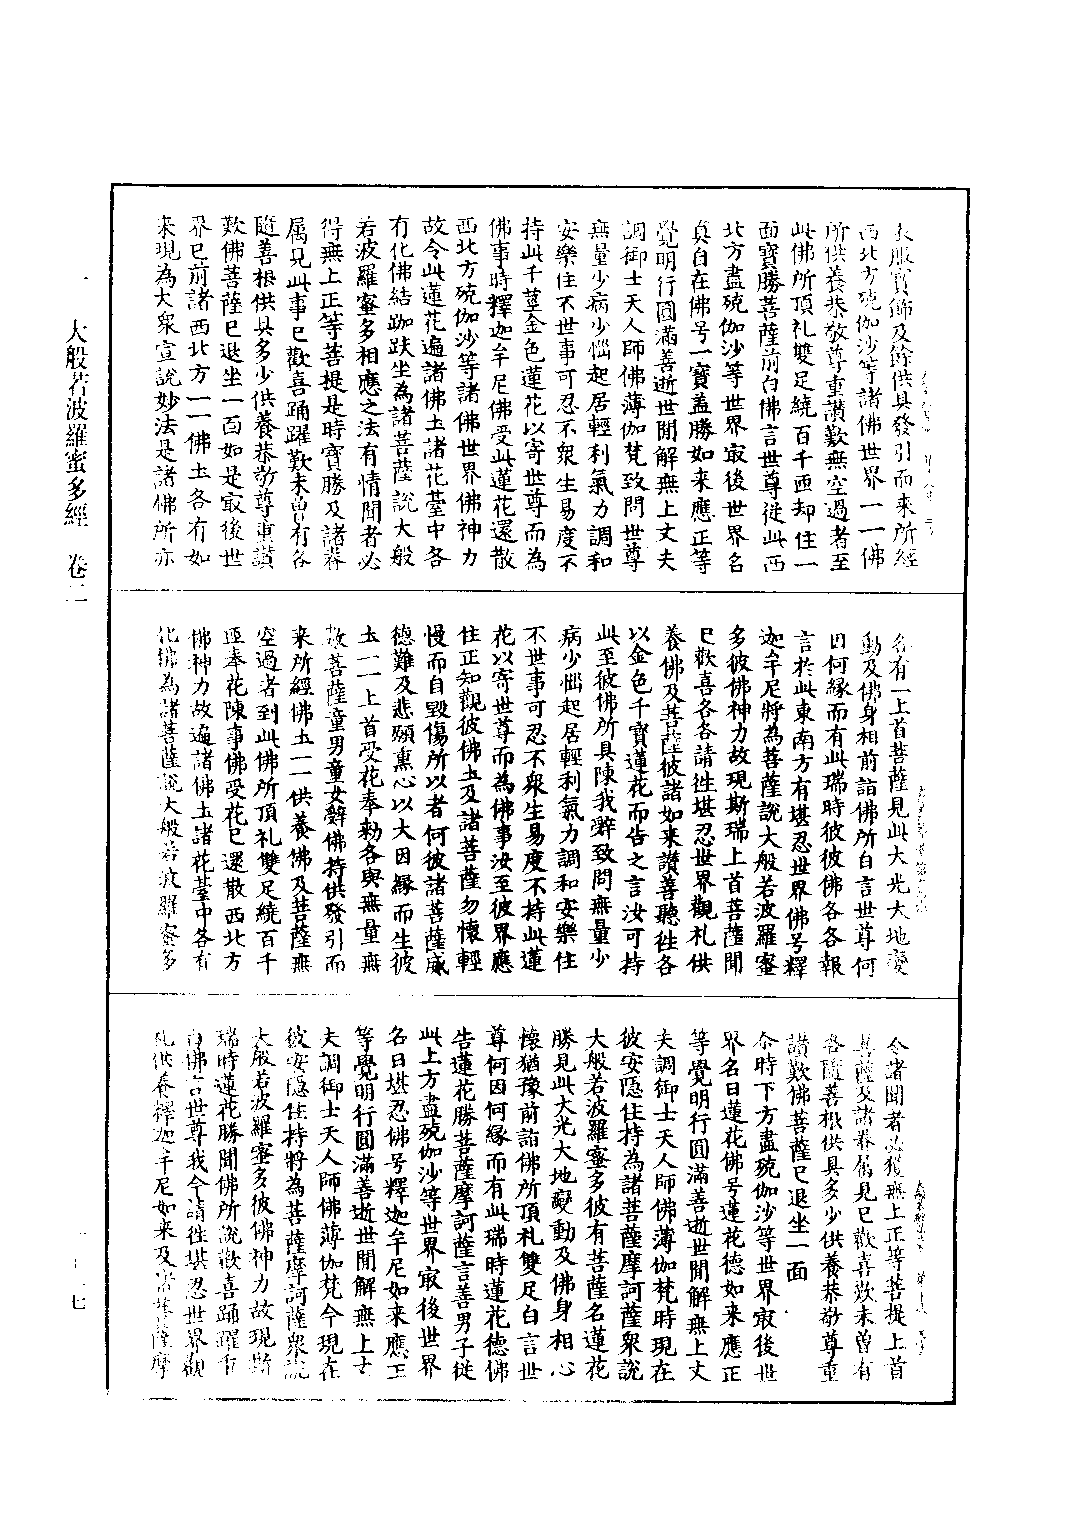 衣服寳飾及餘供具發引而来所經
西北方殑伽沙等諸佛世界一一佛
所供養恭敬尊重讃歎無空過者至
此佛所頂礼雙足繞百千迊却住一
面寳勝菩薩前白佛言世尊從此西
北方盡殑伽沙等世界冣後世界名
真自在佛号一寳盖勝如来應正等
覺明行圓滿善逝世間解無上丈夫
調御士天人師佛薄伽梵致問世尊
無量少病少惱起居輕利氣力調和
安樂住不世事可忍不衆生易度不
持此千莖金色蓮花以寄世尊而為
佛事時釋迦牟尼佛受此蓮花還散
西北方殑伽沙等諸佛世界佛神力
故令此蓮花遍諸佛土諸花臺中各
有化佛結跏趺坐為諸菩薩說大般
若波羅蜜多相應之法有情聞者必
得無上正等菩提是時寳勝及諸眷
属見此事已歡喜踊躍歎未曽有各
隨善根供具多少供養恭敬尊重讃
歎佛菩薩已退坐一面如是冣後世
界已前諸西北方一一佛土各有如
来現為大衆宣說妙法是諸佛所亦
各有一上首菩薩見此大光大地變
動及佛身相前詣佛所白言世尊何
因何縁而有此瑞時彼彼佛各各報
言於此東南方有堪忍世界佛号釋
迦牟尼將為菩薩說大般若波羅蜜
多彼佛神力故現斯瑞上首菩薩聞
已歡喜各各請往堪忍世界觀礼供
養佛及菩薩彼諸如来讃善聽往各
以金色千寳蓮花而告之言汝可持
此至彼佛所具陳我辭致問無量少
病少惱起居輕利氣力調和安樂住
不世事可忍不衆生易度不持此蓮
花以寄世尊而為佛事汝至彼界應
住正知觀彼佛土及諸菩薩勿懷輕
慢而自毀傷所以者何彼諸菩薩威
德難及悲願熏心以大因縁而生彼
土一一上首受花奉勅各與無量無
數菩薩童男童女辭佛持供發引而
来所經佛土一一供養佛及菩薩無
空過者到此佛所頂礼雙足繞百千
迊奉花陳事佛受花已還散西北方
佛神力故遍諸佛土諸花臺中各有
化佛為諸菩薩說大般若波羅蜜多
令諸聞者必獲無上正等菩提上首
菩薩及諸眷属見已歡喜歎未曽有
各隨善根供具多少供養恭敬尊重
讃歎佛菩薩已退坐一面
尒時下方盡殑伽沙等世界冣後世
界名曰蓮花佛号蓮花德如来應正
等覺明行圓滿善逝世間解無上丈
夫調御士天人師佛薄伽梵時現在
彼安隱住持為諸菩薩摩訶薩衆說
大般若波羅蜜多彼有菩薩名蓮花
勝見此大光大地變動及佛身相心
懷猶豫前詣佛所頂礼雙足白言世
尊何因何縁而有此瑞時蓮花德佛
告蓮花勝菩薩摩訶薩言善男子從
此上方盡殑伽沙等世界冣後世界
名曰堪忍佛号釋迦牟尼如来應正
等覺明行圓滿善逝世間解無上丈
夫調御士天人師佛薄伽梵今現在
彼安隱住持將為菩薩摩訶薩衆說
大般若波羅蜜多彼佛神力故現斯
瑞時蓮花勝聞佛所說歡喜踊躍重
白佛言世尊我今請往堪忍世界觀
礼供養釋迦牟尼如来及諸菩薩摩
大般若波羅蜜多經 卷二
一 七